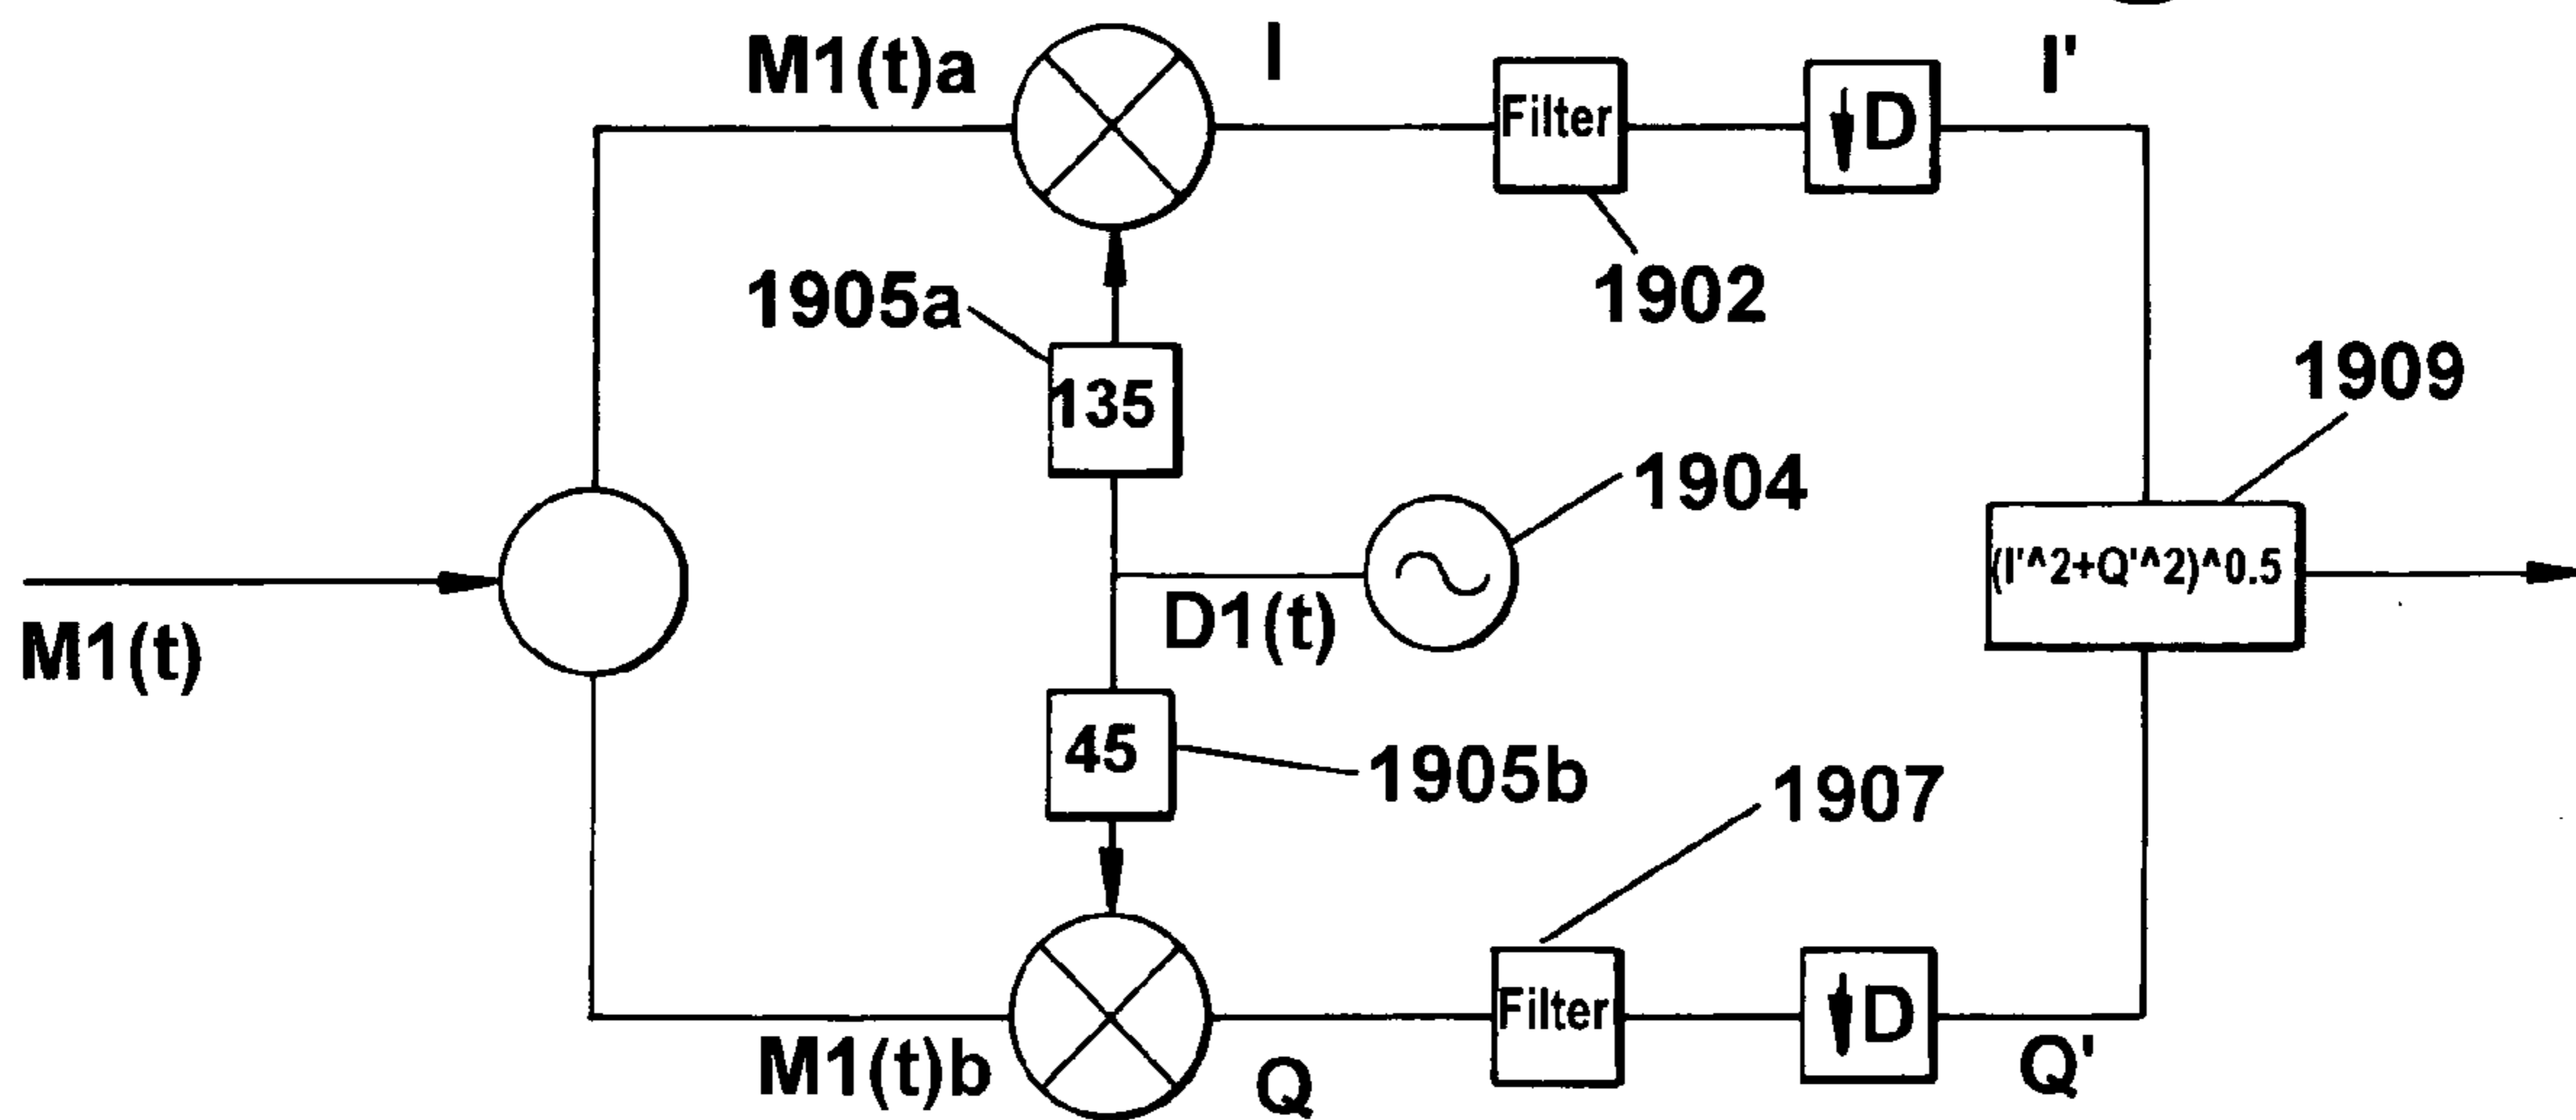 M1(t)a
I
Filter
↓D
I'
1902
1905a
135
1909
1904
M1(t)
D1(t)
(I'^2+Q'^2)^0.5
45
1905b
1907
M1(t)b
Q
Filter
↓D
Q'